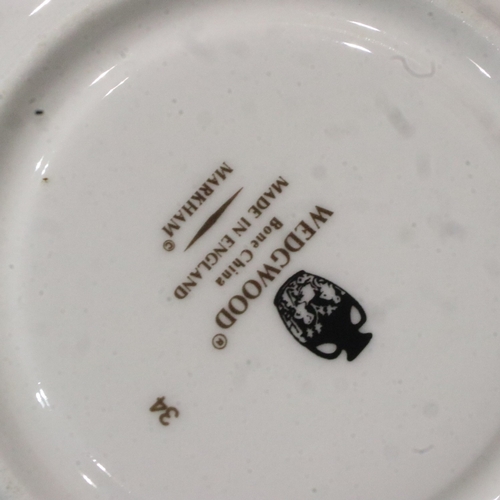 WEDGWOOD®
Bone China
MADE IN ENGLAND
MARKHAM©
34